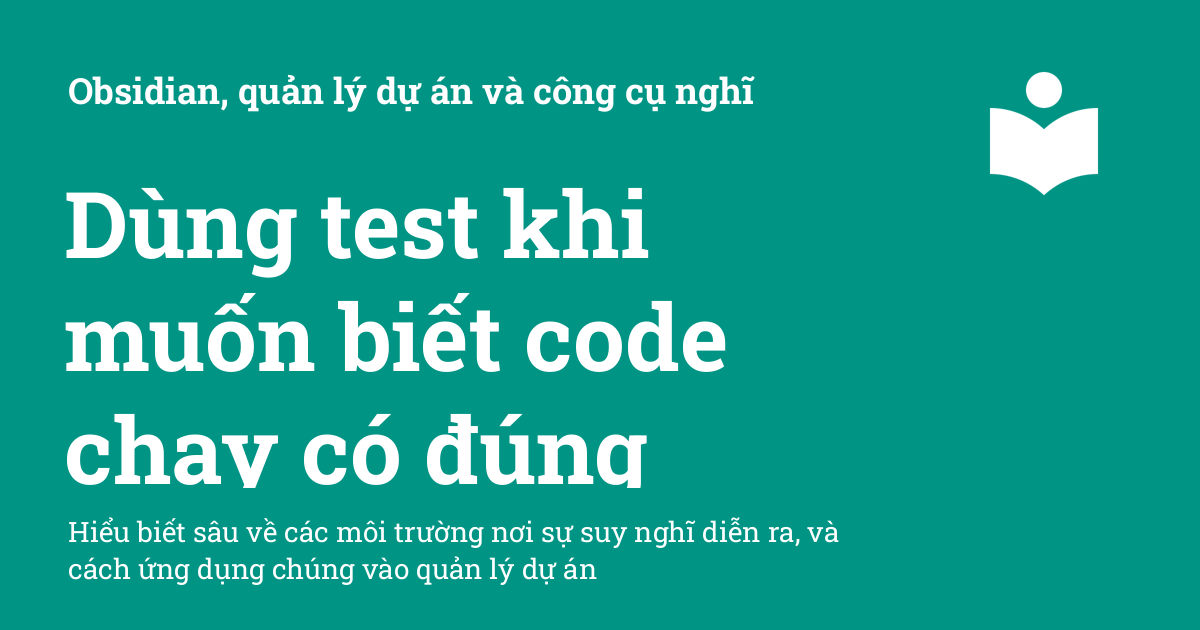 Obsidian, quản lý dự án và công cụ nghĩ
Dùng test khi
muốn biết code
chạy có đúng
Hiểu biết sâu về các môi trường nơi sự suy nghĩ diễn ra, và
cách ứng dụng chúng vào quản lý dự án